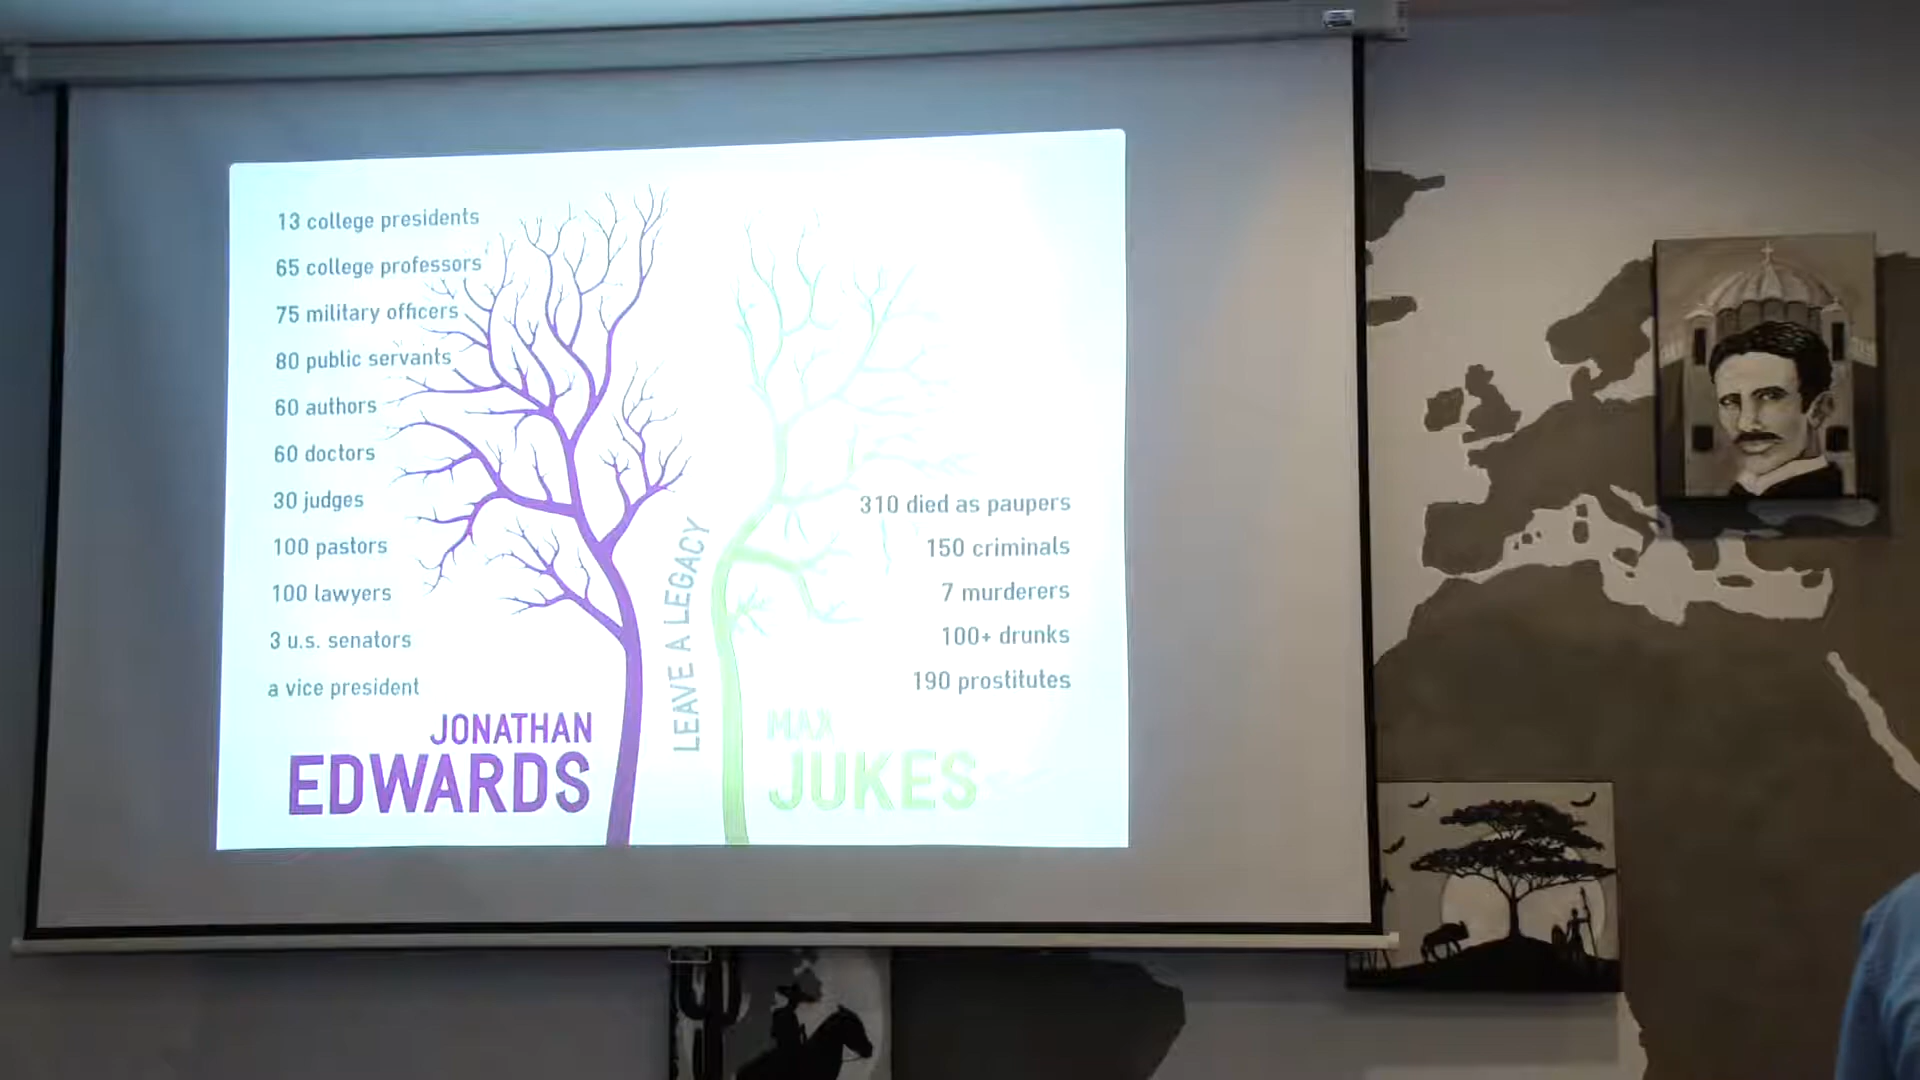 13 college presidents
65 college professors
75 military officers
80 public servants
60 authors
60 doctors
30 judges
100 pastors
100 lawyers
3 u.s. senators
a vice president
JONATHAN
EDWARDS
LEAVE A LEGACY
310 died as paupers
150 criminals
7 murderers
100+ drunks
190 prostitutes
MAX
JUKES